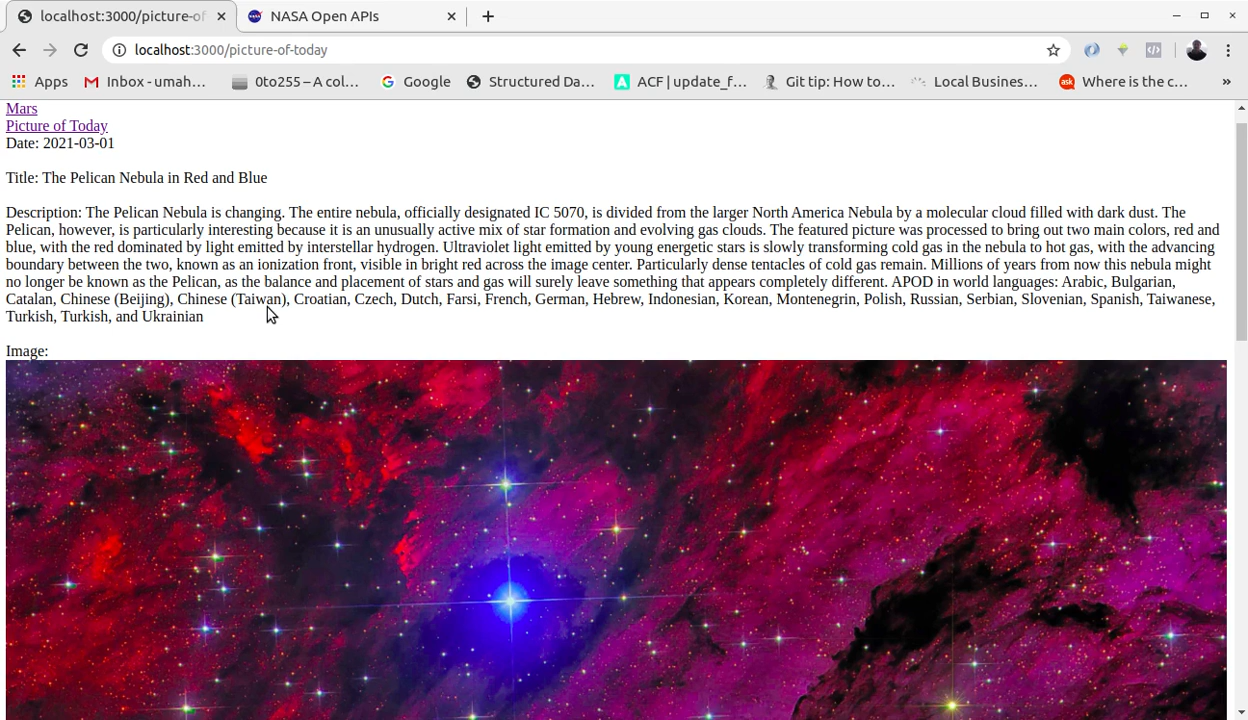 localhost:3000/picture-of
NASA Open APIs
localhost:3000/picture-of-today
Apps
Inbox - umah...
0to255 – A col...
Google
Structured Da...
ACF | update_f...
Git tip: How to...
Local Busines...
ask
Where is the c...
»
Mars
Picture of Today
Date: 2021-03-01
Title: The Pelican Nebula in Red and Blue
Description: The Pelican Nebula is changing. The entire nebula, officially designated IC 5070, is divided from the larger North America Nebula by a molecular cloud filled with dark dust. The
Pelican, however, is particularly interesting because it is an unusually active mix of star formation and evolving gas clouds. The featured picture was processed to bring out two main colors, red and
blue, with the red dominated by light emitted by interstellar hydrogen. Ultraviolet light emitted by young energetic stars is slowly transforming cold gas in the nebula to hot gas, with the advancing
boundary between the two, known as an ionization front, visible in bright red across the image center. Particularly dense tentacles of cold gas remain. Millions of years from now this nebula might
no longer be known as the Pelican, as the balance and placement of stars and gas will surely leave something that appears completely different. APOD in world languages: Arabic, Bulgarian,
Catalan, Chinese (Beijing), Chinese (Taiwan), Croatian, Czech, Dutch, Farsi, French, German, Hebrew, Indonesian, Korean, Montenegrin, Polish, Russian, Serbian, Slovenian, Spanish, Taiwanese,
Turkish, Turkish, and Ukrainian
Image: